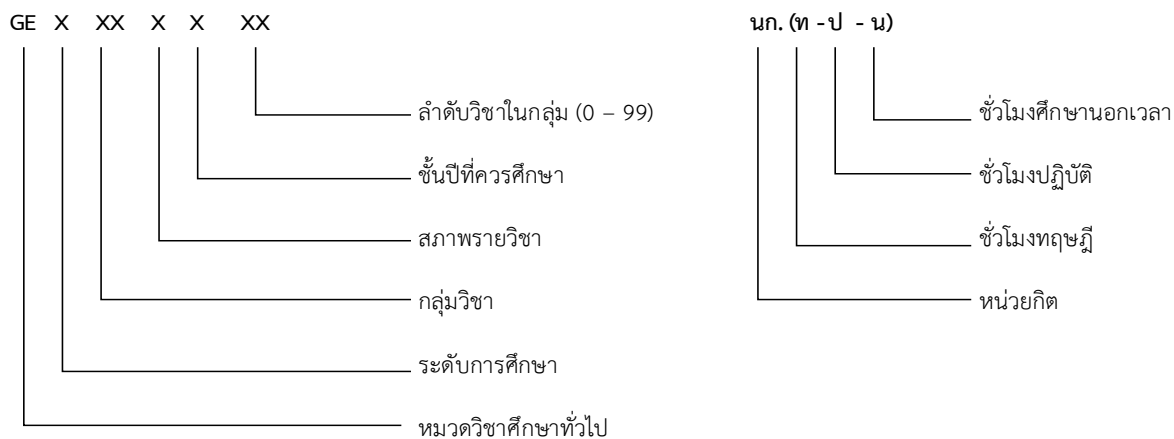 GE X XX X X XX นก. (ท - ป - น)
ลำดับวิชาในกลุ่ม (0 – 99) ชั่วโมงศึกษานอกเวลา
ชั้นปีที่ควรศึกษา ชั่วโมงปฏิบัติ
สภาพรายวิชา ชั่วโมงทฤษฎี
กลุ่มวิชา หน่วยกิต
ระดับการศึกษา
หมวดวิชาศึกษาทั่วไป